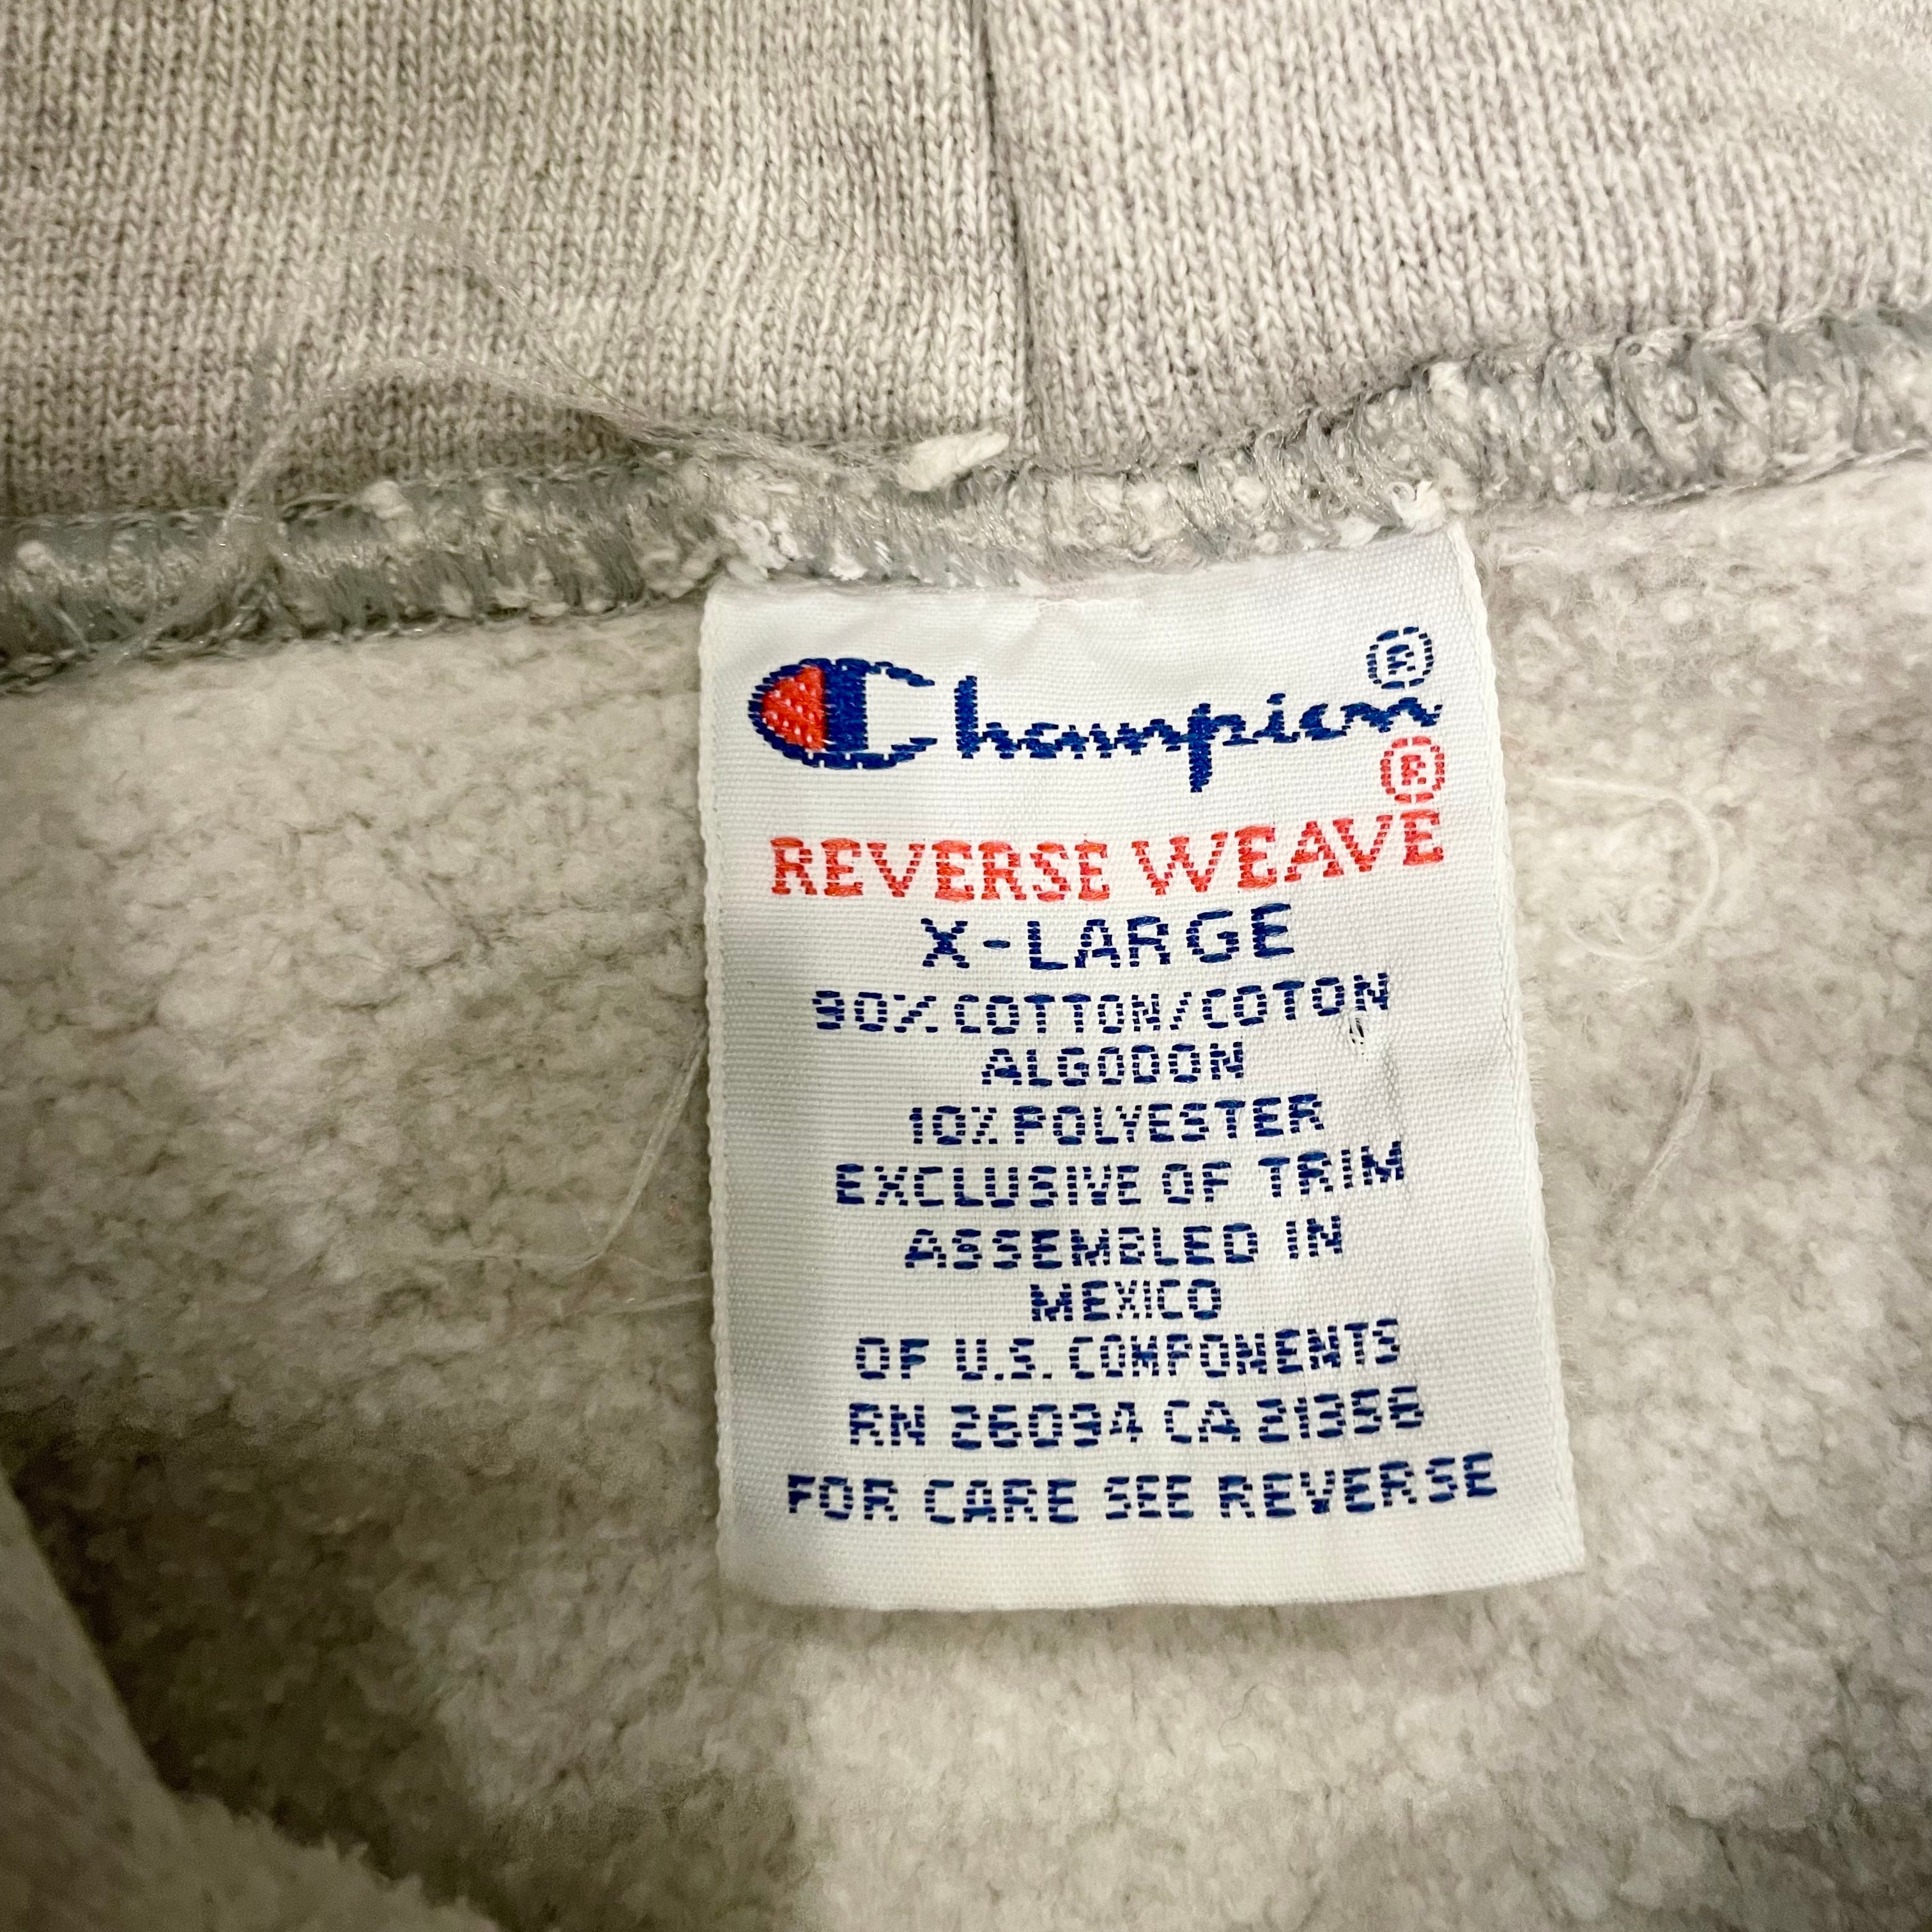 Champion®
®
REVERSE WEAVE
X-LARGE
90% COTTON/COTON
ALGODON
10% POLYESTER
EXCLUSIVE OF TRIM
ASSEMBLED IN
MEXICO
OF U.S. COMPONENTS
RN 26094 CA 21356
FOR CARE SEE REVERSE